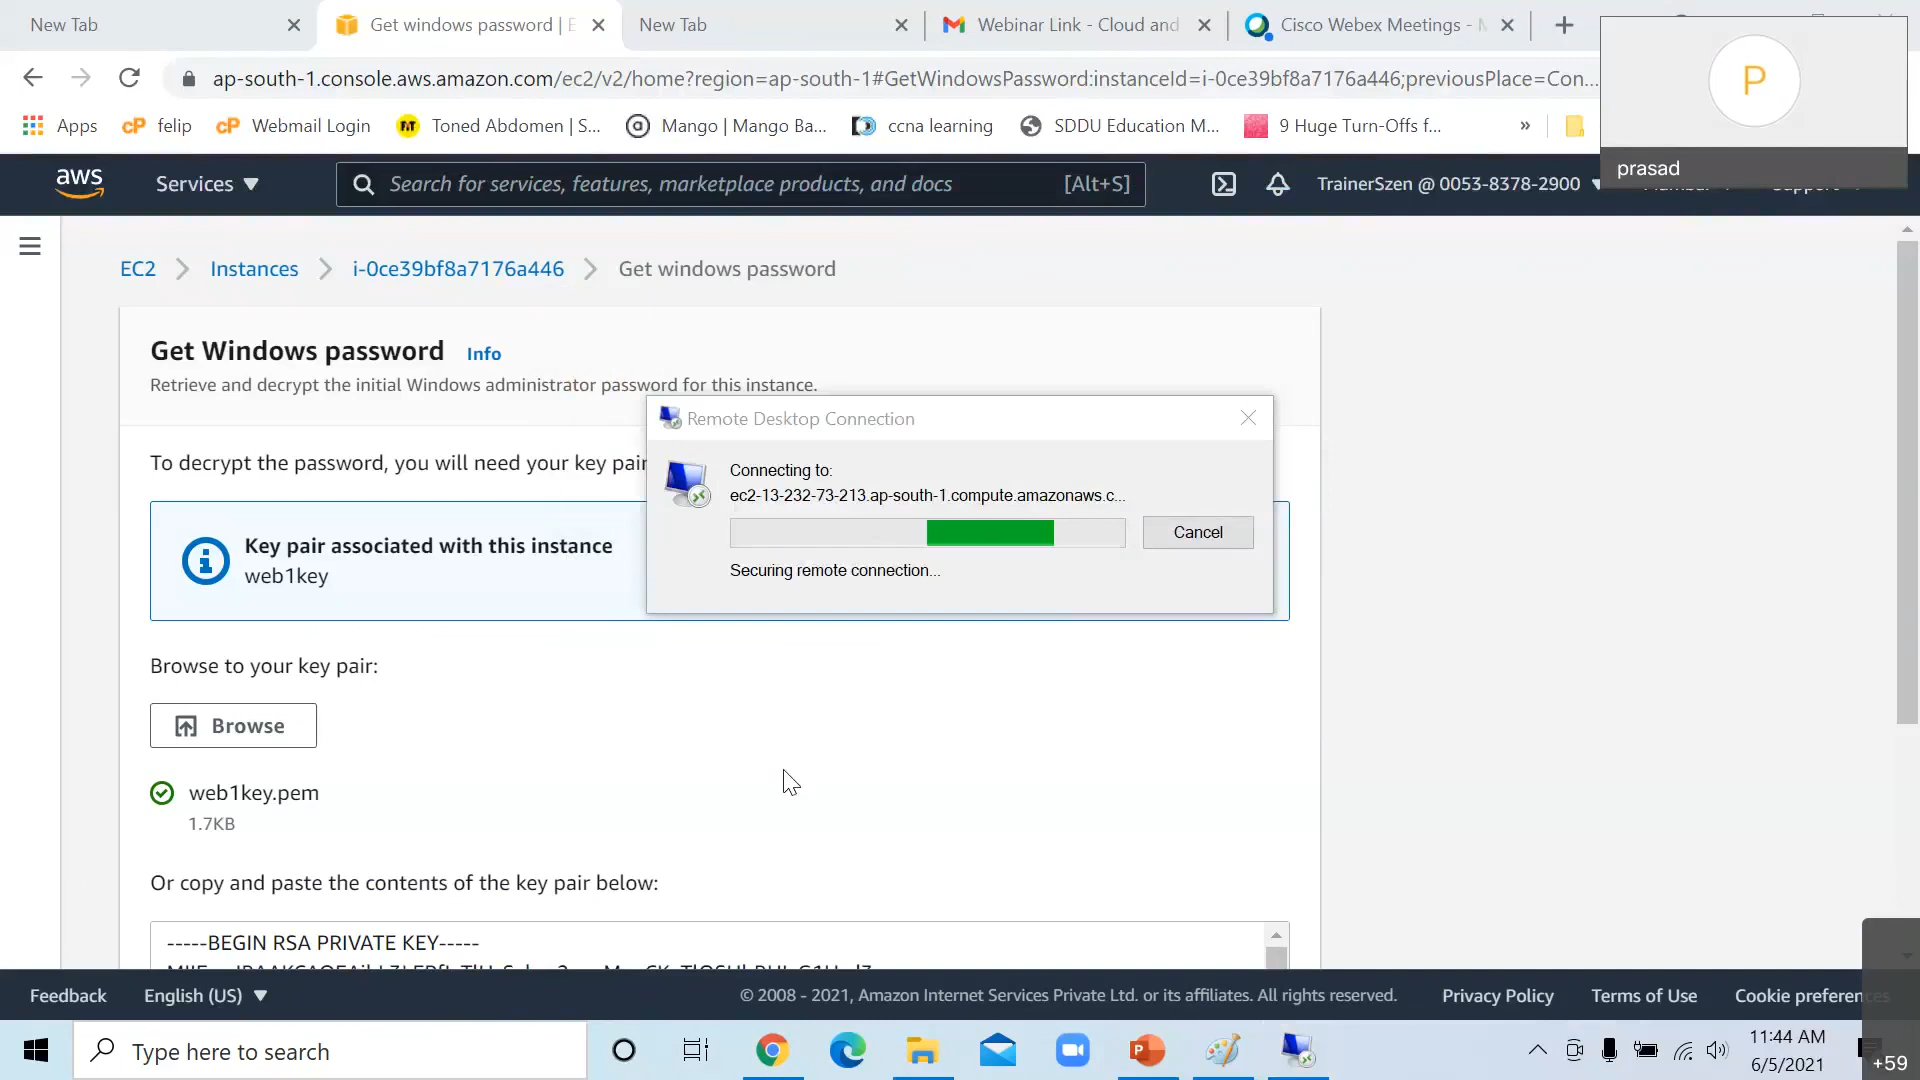 New Tab
Get windows password | E
New Tab
Webinar Link - Cloud and
Cisco Webex Meetings - M
ap-south-1.console.aws.amazon.com/ec2/v2/home?region=ap-south-1#GetWindowsPassword:instanceId=i-0ce39bf8a7176a446;previousPlace=Con...
P
prasad
Apps
cP felip
cP Webmail Login
Toned Abdomen | S...
Mango | Mango Ba...
ccna learning
SDDU Education M...
9 Huge Turn-Offs f...
»
aws
Services
Search for services, features, marketplace products, and docs
[Alt+S]
TrainerSzen @ 0053-8378-2900
EC2
Instances
i-0ce39bf8a7176a446
Get windows password
Get Windows password
Info
Retrieve and decrypt the initial Windows administrator password for this instance.
Remote Desktop Connection
To decrypt the password, you will need your key pair
Connecting to:
ec2-13-232-73-213.ap-south-1.compute.amazonaws.c...
Cancel
Securing remote connection...
Key pair associated with this instance
web1key
Browse to your key pair:
Browse
web1key.pem
1.7KB
Or copy and paste the contents of the key pair below:
-----BEGIN RSA PRIVATE KEY-----
Feedback
English (US)
© 2008 - 2021, Amazon Internet Services Private Ltd. or its affiliates. All rights reserved.
Privacy Policy
Terms of Use
Cookie preferences
Type here to search
11:44 AM
6/5/2021
+59